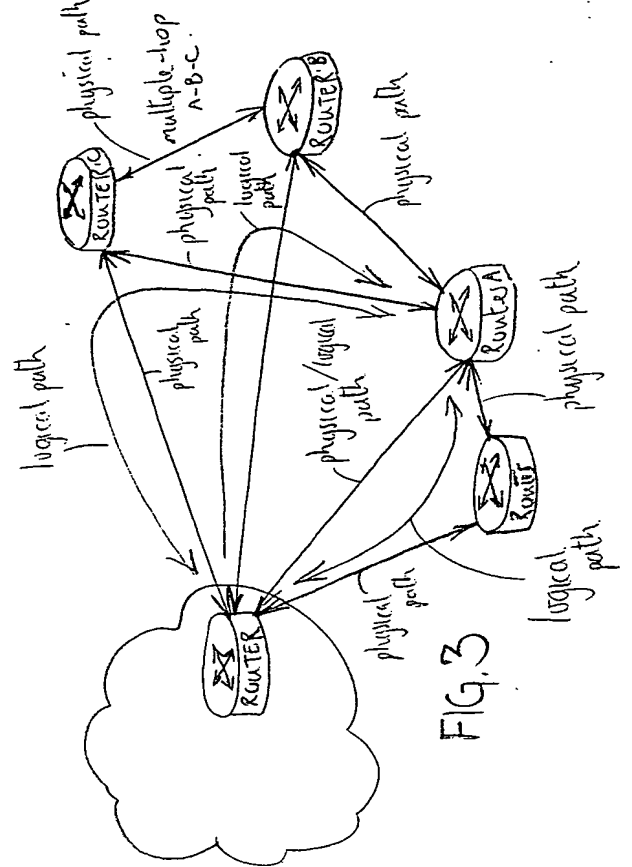 physical path
multiple-hop
A-B-C.
ROUTER C
ROUTER B
logical path
physical
path
physical
path
logical
path
physical path
physical/logical
path
Router A
physical path
ROUTER
Router
physical
path
logical
path
FIG.3